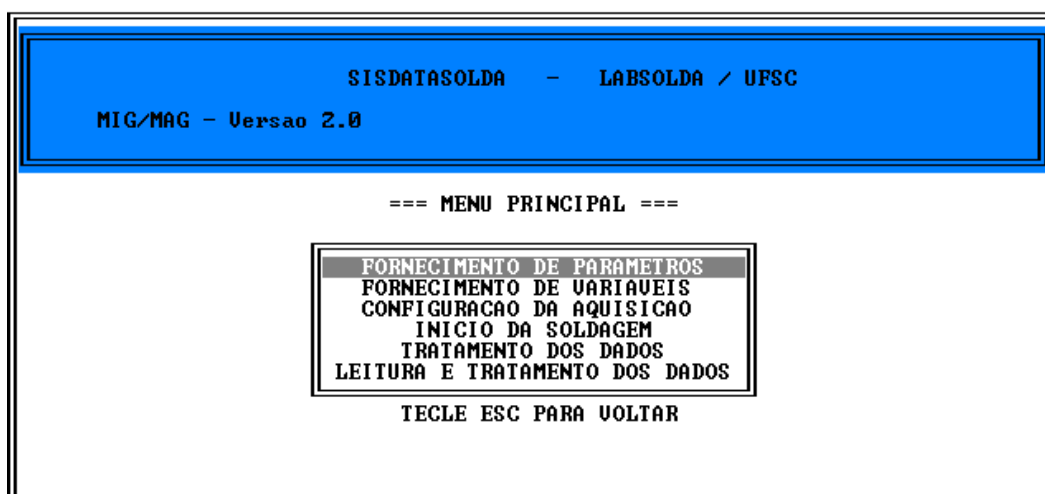 SISDATASOLDA - LABSOLDA / UFSC
MIG/MAG - Versao 2.0
=== MENU PRINCIPAL ===
FORNECIMENTO DE PARAMETROS
FORNECIMENTO DE VARIAVEIS
CONFIGURACAO DA AQUISICAO
INICIO DA SOLDAGEM
TRATAMENTO DOS DADOS
LEITURA E TRATAMENTO DOS DADOS
TECLE ESC PARA VOLTAR